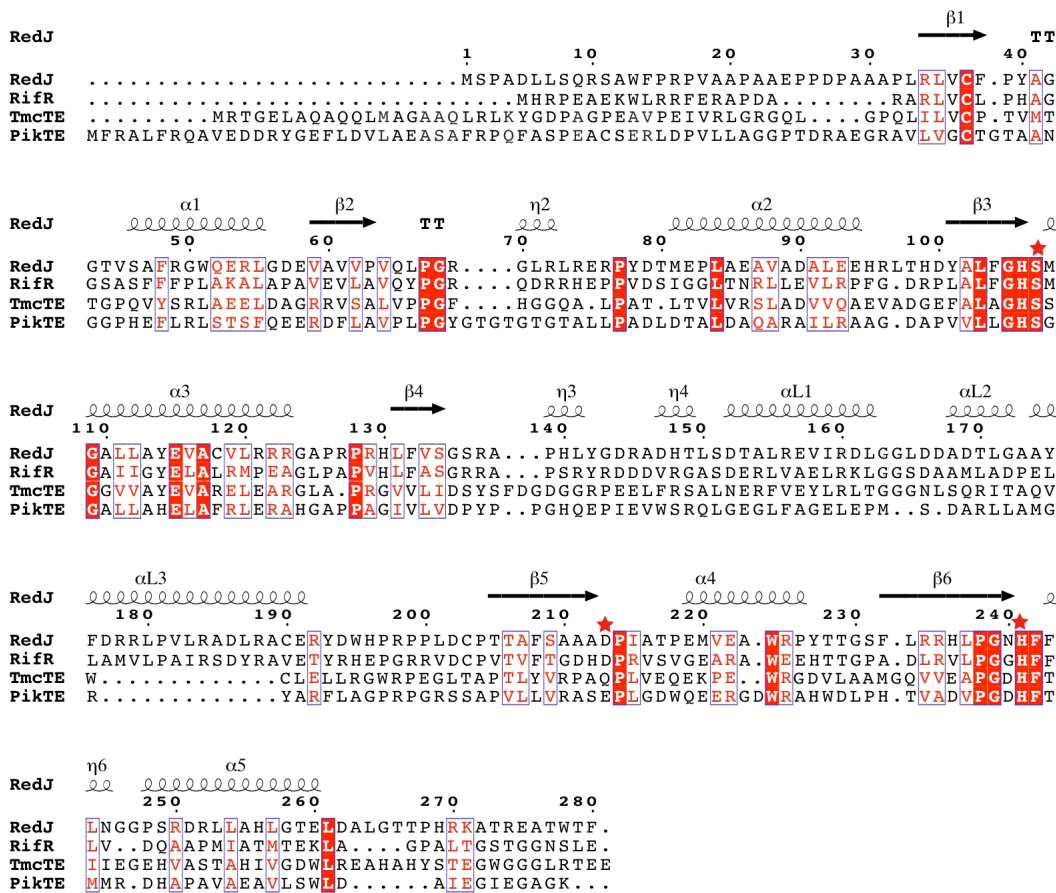 β1
RedJ TT
1 10 20 30 40
RedJ ...........................MSPADLLSQRSAWFPRPVAAPAAEPPDPAAAPLRLVCF.PYAG
RifR ...............................MHRPEAEKWLRRFERAPDA........RARLVCL.PHAG
TmcTE ...........MRTGELAQAQQLMAGAAQLRLKYGDPAGPEAVPEIVRLGRGQL..GPQLILVCP.TVMT
PikTE MFRALFRQAVEDDRYGEFLDVLAEASAFRPQFASPEACSERLDPVLLAGGPTDRAEGRAVLVGCTGTAAN
α1 β2 η2 α2 β3
RedJ TT
50 60 70 80 90 100
RedJ GTVSAFRGWQERLGDEVAVVPVQLPGR....GLRLRERPYDTMEPLAEAVADALEEHRLTHDYALFGHSM
RifR GSASFFFPLAKALAPAVEVLAVQYPGR....QDRRHEPPVDSIGGLTNRLLEVLRPFG.DRPLALFGHSM
TmcTE TGPQVYSRLAEELDAGRRVSALVPPGF....HGGQA.LPAT.LTVLVRSLADVVQAEVADGEFALAGHSS
PikTE GGPHEFLRLSTSFQEERDFLAVPLPGYGTGTGTGTALLPADLDTALDAQARAILRAAG.DAPVVLLGHSG
α3 β4 η3 η4 αL1 αL2
RedJ
110 120 130 140 150 160 170
RedJ GALLAYEVACVLRRRGAPRPRHLFVSGSRA...PHLYGDRADHTLSDTALREVIRDLGGLDDADTLGAAY
RifR GAIIGYELALRMPEAGLPAPVHLFASGRRA...PSRYRDDDVRGASDTALRVAELRKLGGSDAAMLADPEL
TmcTE GGVVAYEVARELEARGLA.PRGVVLIDSYSFDGDGGRPEELFRSALNERFVEYLRLTGGGNLSQRITAQV
PikTE GALLAHELAFRLERAHGAPPAGIVLVDPYP..PGHQEPIEVWSRQLGEGLFAGELEPM..S.DARLLAMG
αL3 β5 α4 β6
RedJ
180 190 200 210 220 230 240
RedJ FDRRLPVLRADLRACERYDWHPRPPLDCPTTAFSAAADPIATPEMVEA.WRPYTTGSF.LRRHLPGNHFF
RifR LAMVLPAIRSDYRAVETYRHEPGRRVDCPVTVFTGDHDPRVSVGEARA.WEEHTTGPA.DLRVLPGGHFF
TmcTE W.............CLELLRGWRPEGLTAPTLYVRPAQPLVEQEKPE..WRGDVLAAMGQVVEAPGDHFT
PikTE R.............YARFLAGPRPGRSSAPVLLVRASEPLGDWQEERGDWRAHWDLPH.TVADVPGDHFT
η6 α5
RedJ
250 260 270 280
RedJ LNGGPSRDRLLAHLGTELDALGTTPHRKATREATWTF.
RifR LV..DQAAPMIATMTEKLA....GPALTGSTGGNSLE.
TmcTE IIEGEHVASTAHIVGDWLREAHAHYSTEGWGGGLRTEE
PikTE MMR.DHAPAVAEAVLSWLD......AIEGIEGAGK...